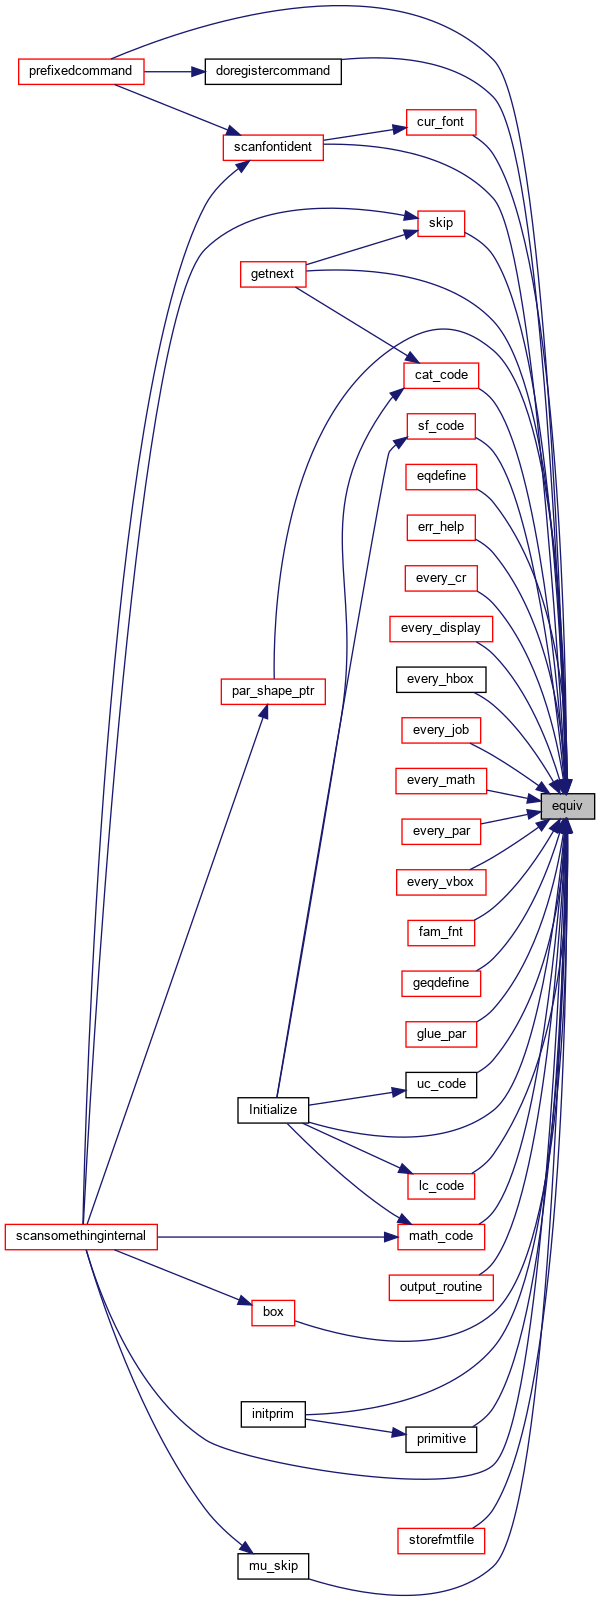 prefixedcommand
doregistercommand
cur_font
scanfontident
skip
getnext
cat_code
sf_code
eqdefine
err_help
every_cr
every_display
every_hbox
par_shape_ptr
every_job
every_math
equiv
every_par
every_vbox
fam_fnt
geqdefine
glue_par
uc_code
Initialize
lc_code
scansomethinginternal
math_code
output_routine
box
initprim
primitive
storefmtfile
mu_skip